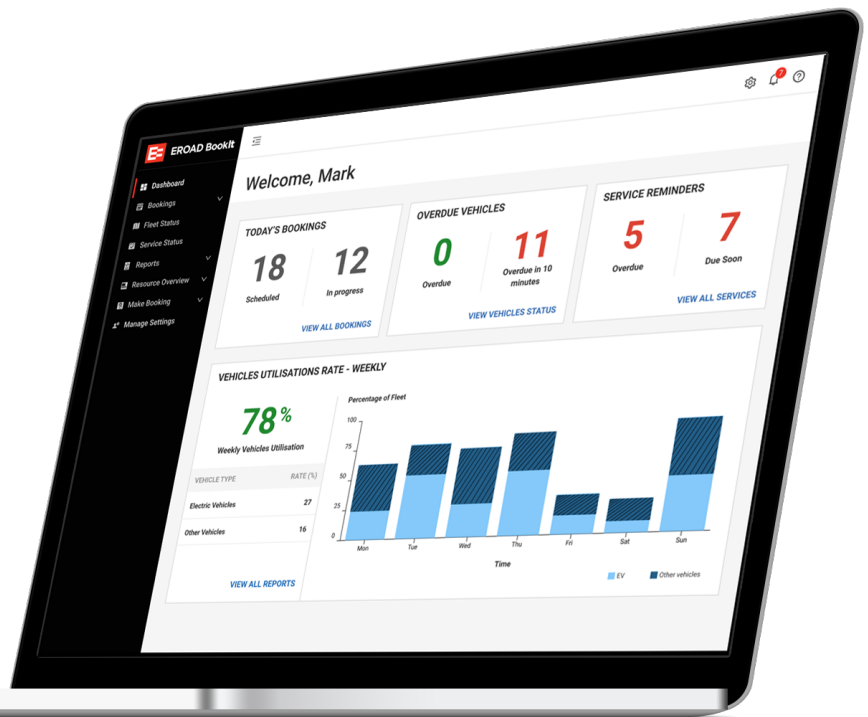 EROAD BookIt
7
Dashboard
Bookings
Fleet Status
Service Status
Reports
Resource Overview
Make Booking
Manage Settings
Welcome, Mark
TODAY'S BOOKINGS
18
12
Scheduled
In progress
VIEW ALL BOOKINGS
OVERDUE VEHICLES
0
11
Overdue
Overdue in 10
minutes
VIEW VEHICLES STATUS
SERVICE REMINDERS
5
7
Overdue
Due Soon
VIEW ALL SERVICES
VEHICLES UTILISATIONS RATE - WEEKLY
78%
Weekly Vehicles Utilisation
VEHICLE TYPE RATE (%)
Electric Vehicles 27
Other Vehicles 16
VIEW ALL REPORTS
Percentage of Fleet
100
75
50
25
0
Mon Tue Wed Thu Fri Sat Sun
Time
EV Other vehicles